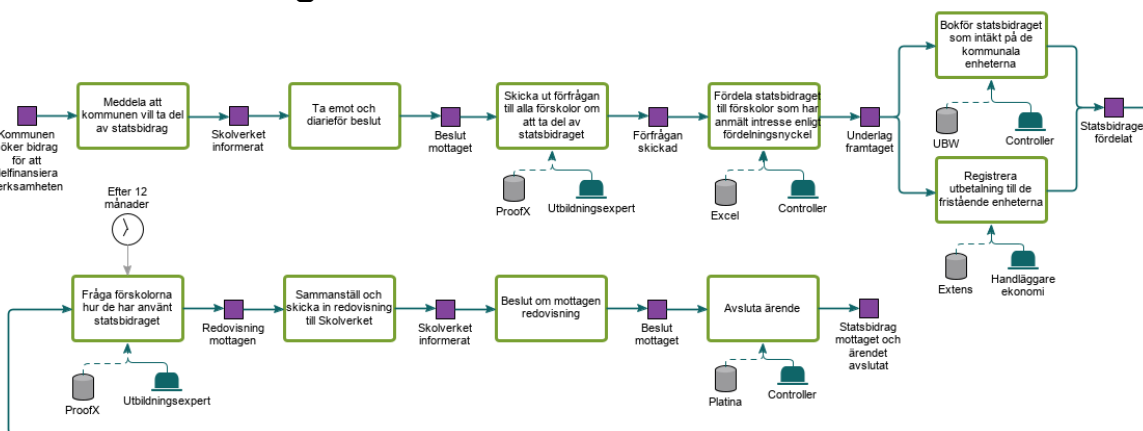 Meddela att
kommunen vill ta del
av statsbidrag
Ta emot och
diarieför beslut
Skicka ut förfrågan
till alla förskolor om
att ta del av
statsbidraget
Fördela statsbidraget
till förskolor som har
anmält intresse enligt
fördelningsnyckel
Bokför statsbidraget
som intäkt på de
kommunala
enheterna
Kommunen
öker bidrag
för att
elfinansiera
erksamheten
Skolverket
informerat
Beslut
mottaget
Förfrågan
skickad
Underlag
framtaget
UBW
Controller
Statsbidraget
fördelat
ProofX
Utbildningsexpert
Excel
Controller
Registrera
utbetalning till de
fristående enheterna
Extens
Handläggare
ekonomi
Efter 12
månader
Fråga förskolorna
hur de har använt
statsbidraget
Redovisning
mottagen
Sammanställ och
skicka in redovisning
till Skolverket
Skolverket
informerat
Beslut om mottagen
redovisning
Beslut
mottaget
Avsluta ärende
Statsbidrag
mottaget och
ärendet
avslutat
ProofX
Utbildningsexpert
Platina
Controller